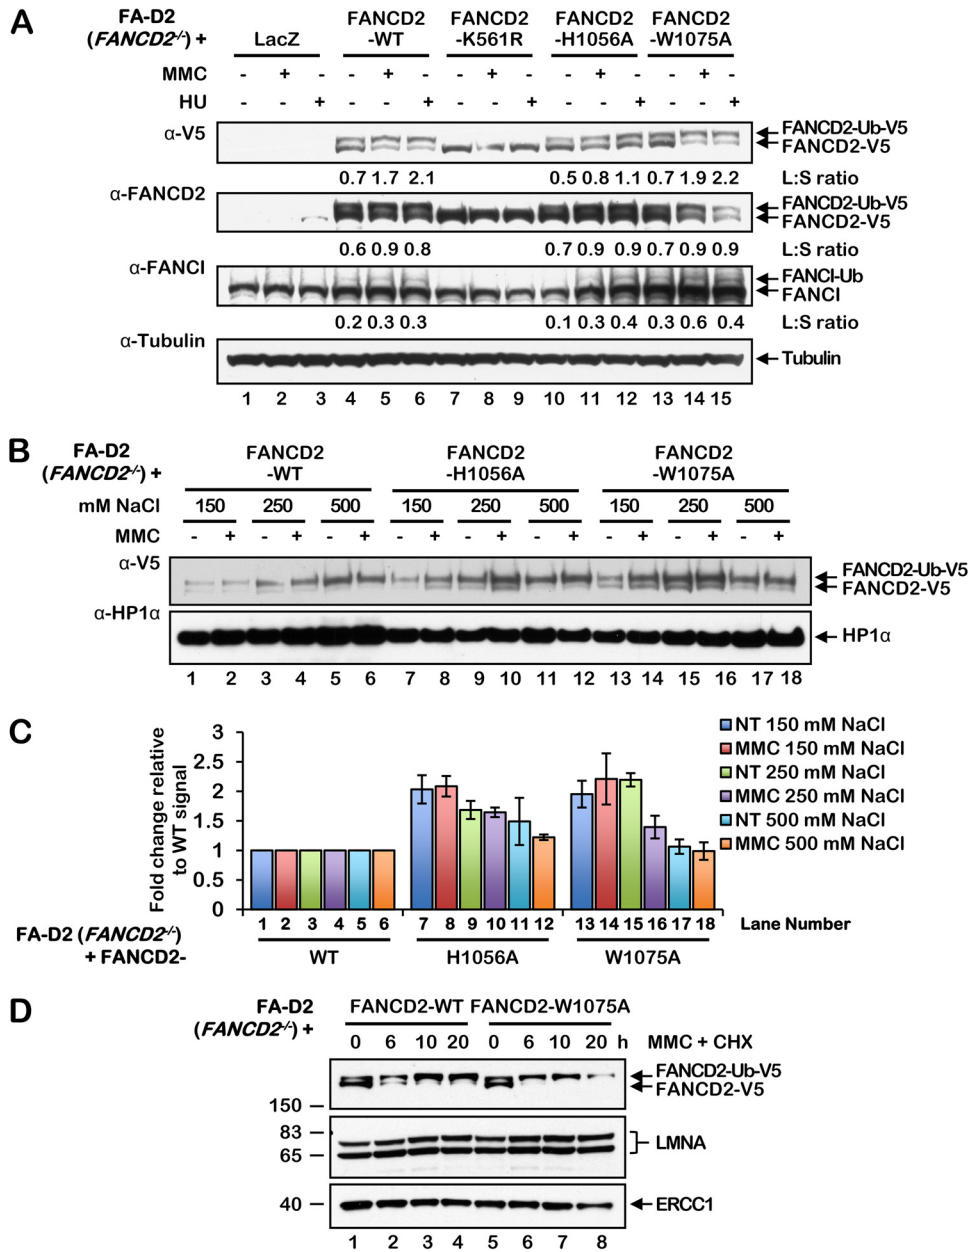 A
FA-D2
(FANCD2-/-) +
LacZ
FANCD2
-WT
FANCD2
-K561R
FANCD2
-H1056A
FANCD2
-W1075A
MMC - + - - + - - + - - + - - + -
HU - - + - - + - - + - - + - - +
α-V5
FANCD2-Ub-V5
FANCD2-V5
0.7 1.7 2.1 0.5 0.8 1.1 0.7 1.9 2.2 L:S ratio
α-FANCD2
FANCD2-Ub-V5
FANCD2-V5
0.6 0.9 0.8 0.7 0.9 0.9 0.7 0.9 0.9 L:S ratio
α-FANCI
FANCI-Ub
FANCI
0.2 0.3 0.3 0.1 0.3 0.4 0.3 0.6 0.4 L:S ratio
α-Tubulin
Tubulin
1 2 3 4 5 6 7 8 9 10 11 12 13 14 15
B
FA-D2
(FANCD2-/-) +
FANCD2
-WT
FANCD2
-H1056A
FANCD2
-W1075A
mM NaCl 150 250 500 150 250 500 150 250 500
MMC - + - + - + - + - + - + - + - + - +
α-V5
FANCD2-Ub-V5
FANCD2-V5
α-HP1α
HP1α
1 2 3 4 5 6 7 8 9 10 11 12 13 14 15 16 17 18
C
Fold change relative
to WT signal
3
2.5
2
1.5
1
0.5
0
NT 150 mM NaCl
MMC 150 mM NaCl
NT 250 mM NaCl
MMC 250 mM NaCl
NT 500 mM NaCl
MMC 500 mM NaCl
1 2 3 4 5 6 7 8 9 10 11 12 13 14 15 16 17 18 Lane Number
FA-D2 (FANCD2-/-)
+ FANCD2-
WT H1056A W1075A
D
FA-D2
(FANCD2-/-) +
FANCD2-WT FANCD2-W1075A
0 6 10 20 0 6 10 20 h MMC + CHX
FANCD2-Ub-V5
FANCD2-V5
150
83
65
LMNA
40
ERCC1
1 2 3 4 5 6 7 8